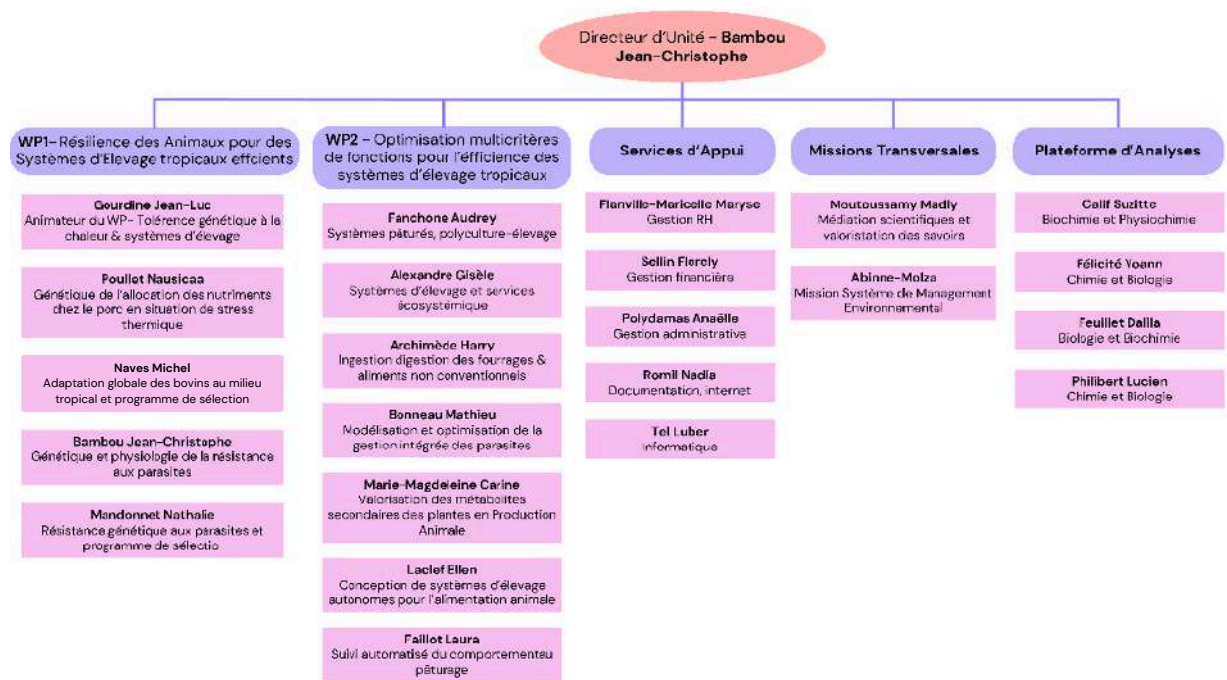 Directeur d'Unité - Bambou
Jean-Christophe
WP1- Résilience des Animaux pour des
Systèmes d'Elevage tropicaux effcients
Gourdine Jean-Luc
Animateur du WP- Tolérence génétique à la
chaleur & systèmes d'élevage
Poullet Nausicaa
Génétique de l'allocation des nutriments
chez le porc en situation de stress
thermique
Naves Michel
Adaptation globale des bovins au milieu
tropical et programme de sélection
Bambou Jean-Christophe
Génétique et physiologie de la résistance
aux parasites
Mandonnet Nathalie
Résistance génétique aux parasites et
programme de sélectio
WP2 - Optimisation multicritères
de fonctions pour l'éfficience des
systèmes d'élevage tropicaux
Fanchone Audrey
Systèmes pâturés, polyculture-élevage
Alexandre Gisèle
Systèmes d'élevage et services
écosystémique
Archimède Harry
Ingestion digestion des fourrages &
aliments non conventionnels
Bonneau Mathieu
Modélisation et optimisation de la
gestion intégrée des parasites
Marie-Magdeleine Carine
Valorisation des métabolites
secondaires des plantes en Production
Animale
Laclef Ellen
Conception de systèmes d'élevage
autonomes pour l'alimentation animale
Faillot Laura
Suivi automatisé du comportementau
pâturage
Services d'Appui
Flanville-Maricelle Maryse
Gestion RH
Sellin Florely
Gestion financière
Polydamas Anaëlle
Gestion administrative
Romil Nadia
Documentation, internet
Tel Luber
Informatique
Missions Transversales
Moutoussamy Madly
Médiation scientifiques et
valoristation des savoirs
Abinne-Molza
Mission Système de Management
Environnemental
Plateforme d'Analyses
Calif Suzitte
Biochimie et Physiochimie
Félicité Yoann
Chimie et Biologie
Feuillet Dalila
Biologie et Biochimie
Philibert Lucien
Chimie et Biologie